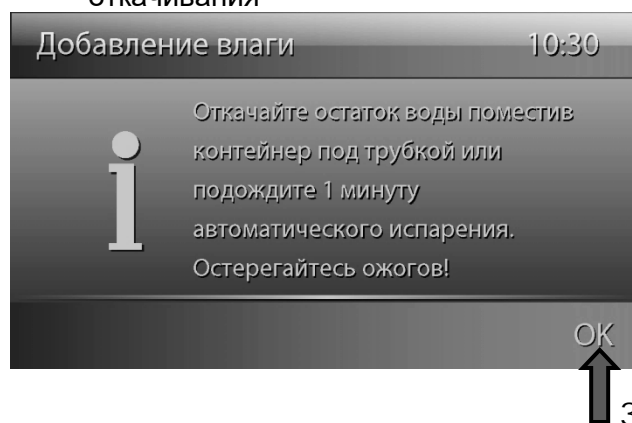 откачивания
Добавление влаги 10:30
Откачайте остаток воды поместив
контейнер под трубкой или
подождите 1 минуту
автоматического испарения.
Остерегайтесь ожогов!
OK